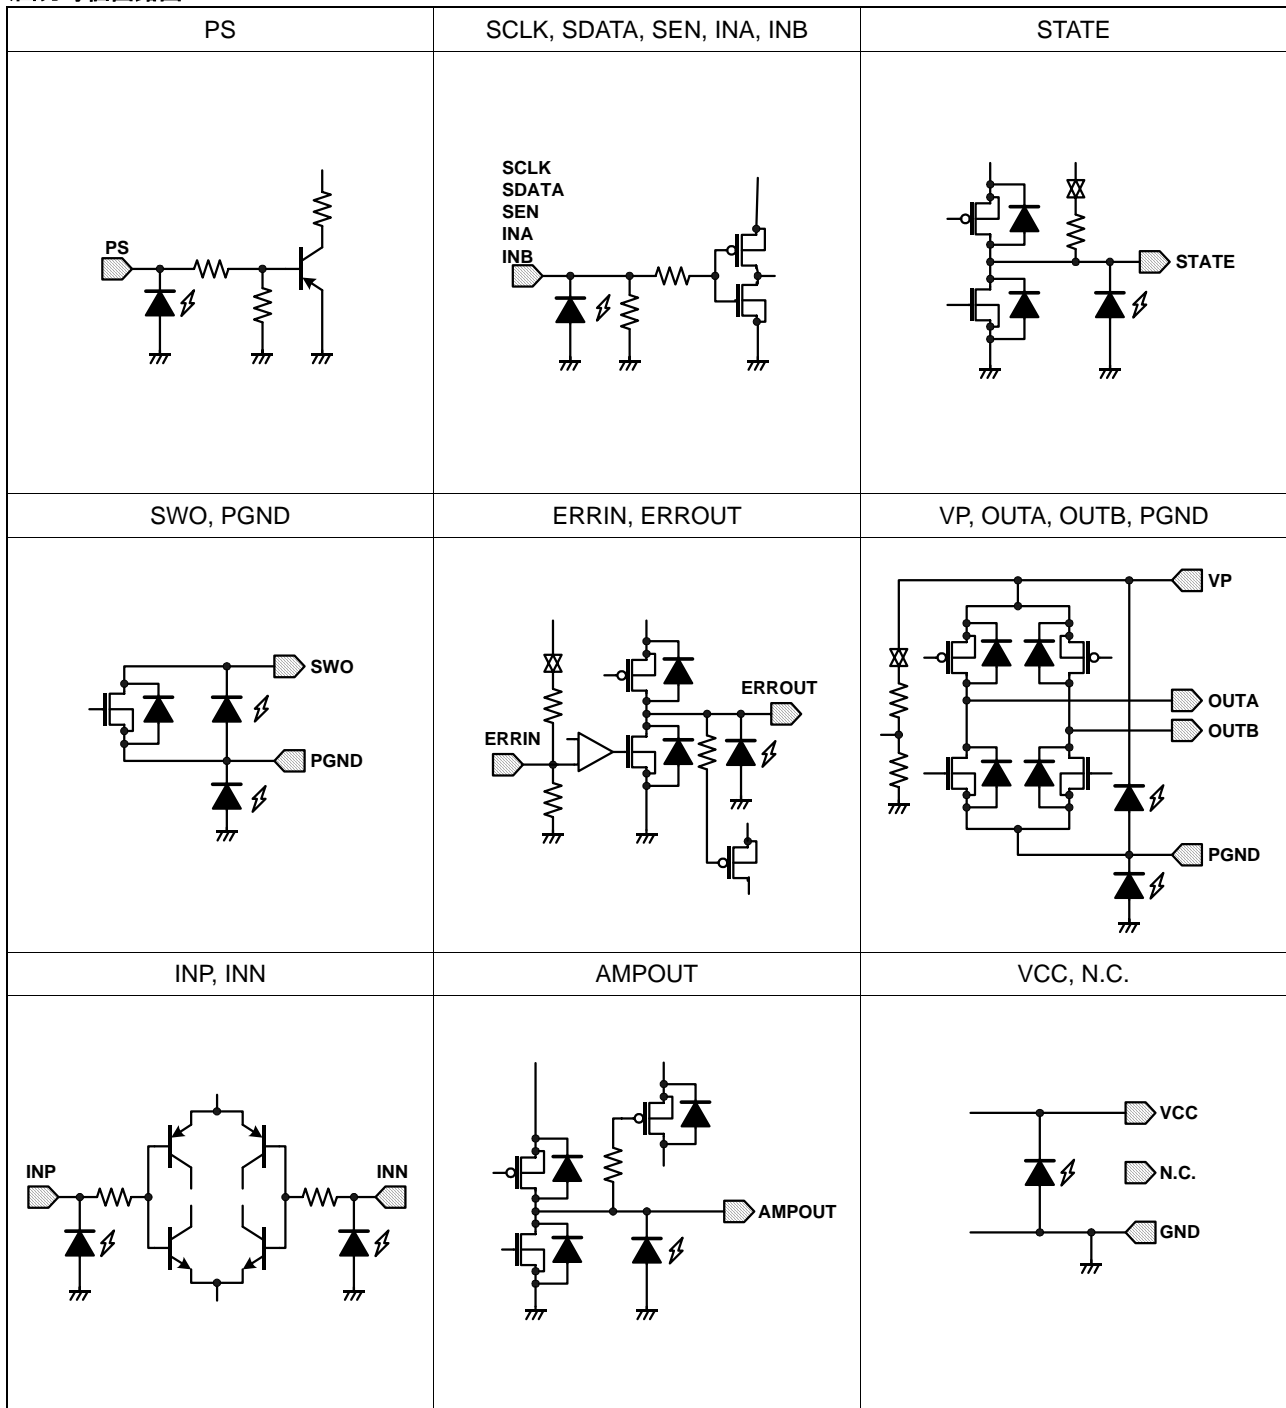 PS
SCLK, SDATA, SEN, INA, INB
STATE
PS
SCLK
SDATA
SEN
INA
INB
STATE
SWO, PGND
ERRIN, ERROUT
VP, OUTA, OUTB, PGND
SWO
PGND
ERROUT
ERRIN
VP
OUTA
OUTB
PGND
INP, INN
AMPOUT
VCC, N.C.
INP
INN
AMPOUT
VCC
N.C.
GND